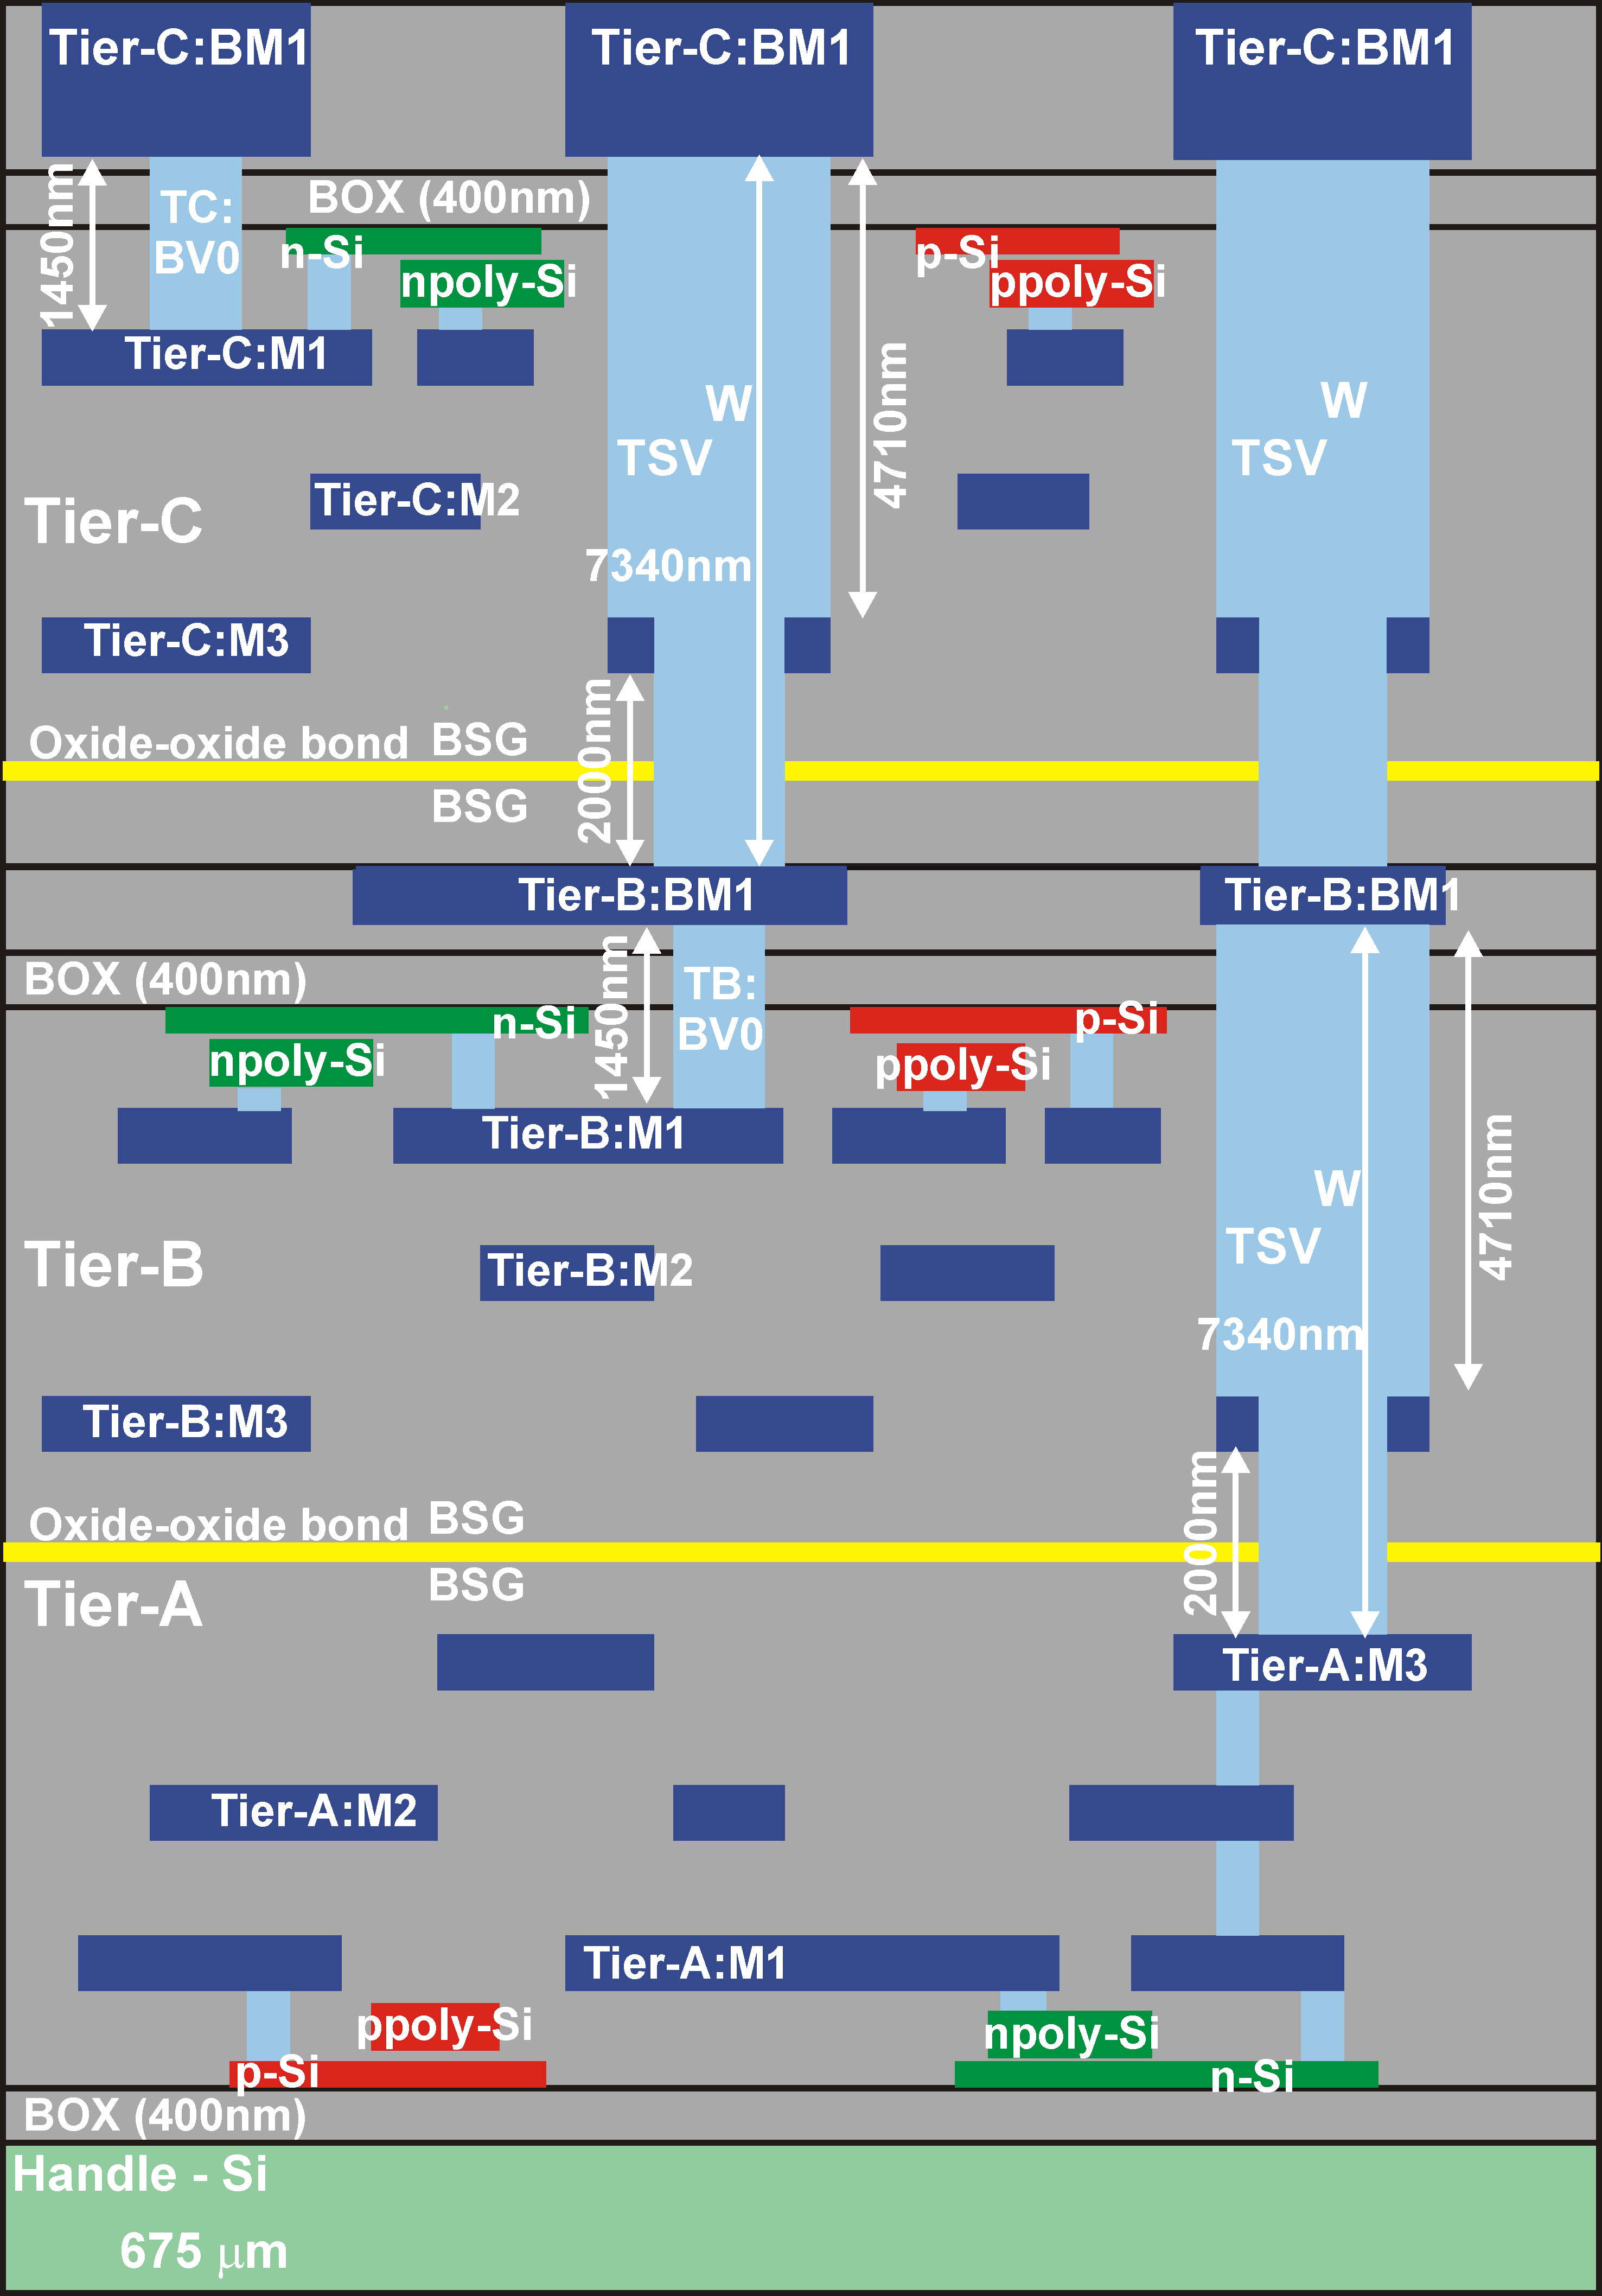 Tier-C:BM1
Tier-C:BM1
Tier-C:BM1
1450nm
TC:
BV0
BOX (400nm)
n-Si
npoly-Si
p-Si
ppoly-Si
Tier-C:M1
W
TSV
4710nm
W
TSV
Tier-C
Tier-C:M2
7340nm
Tier-C:M3
Oxide-oxide bond
BSG
BSG
2000nm
Tier-B:BM1
Tier-B:BM1
BOX (400nm)
1450nm
TB:
BV0
n-Si
npoly-Si
p-Si
ppoly-Si
Tier-B:M1
W
TSV
4710nm
Tier-B
Tier-B:M2
7340nm
Tier-B:M3
Oxide-oxide bond
BSG
BSG
2000nm
Tier-A
Tier-A:M3
Tier-A:M2
Tier-A:M1
ppoly-Si
p-Si
npoly-Si
n-Si
BOX (400nm)
Handle - Si
675 μm